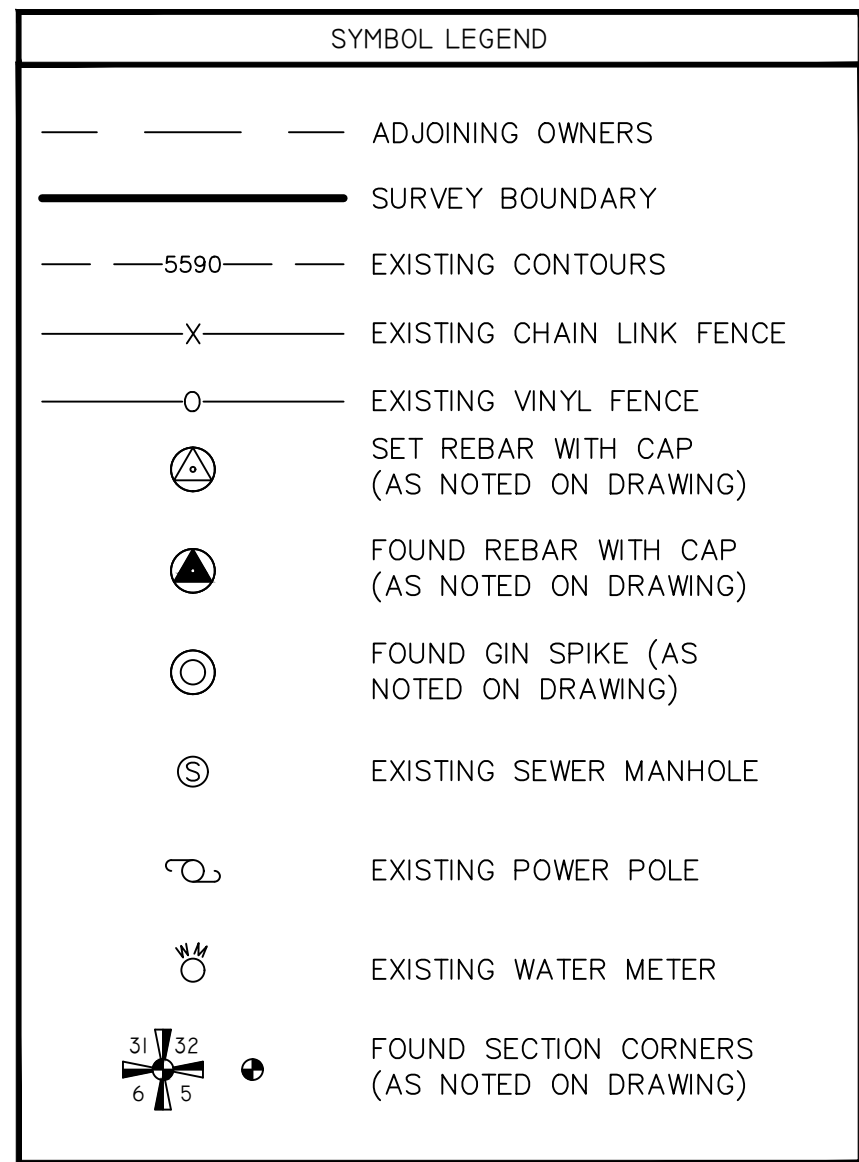 SYMBOL LEGEND
ADJOINING OWNERS
SURVEY BOUNDARY
5590 EXISTING CONTOURS
X EXISTING CHAIN LINK FENCE
O EXISTING VINYL FENCE
SET REBAR WITH CAP
(AS NOTED ON DRAWING)
FOUND REBAR WITH CAP
(AS NOTED ON DRAWING)
FOUND GIN SPIKE (AS
NOTED ON DRAWING)
S EXISTING SEWER MANHOLE
EXISTING POWER POLE
WM
EXISTING WATER METER
31 32 FOUND SECTION CORNERS
6 5 (AS NOTED ON DRAWING)